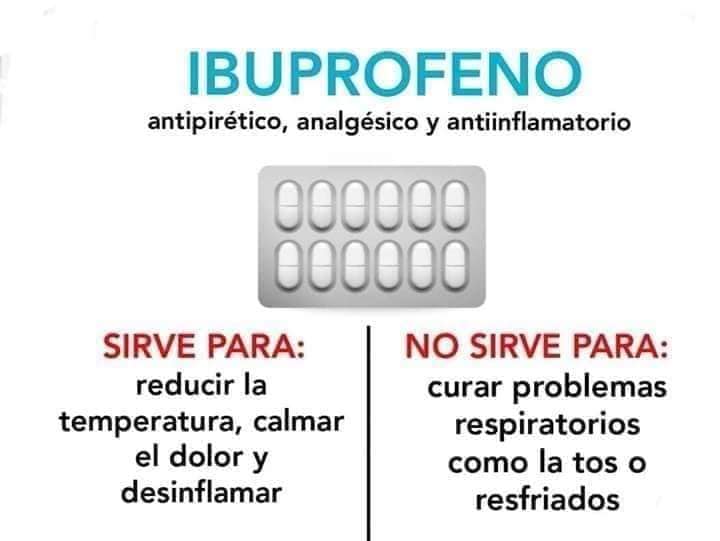 IBUPROFENO
antipirético, analgésico y antiinflamatorio
SIRVE PARA:
reducir la
temperatura, calmar
el dolor y
desinflamar
NO SIRVE PARA:
curar problemas
respiratorios
como la tos o
resfriados